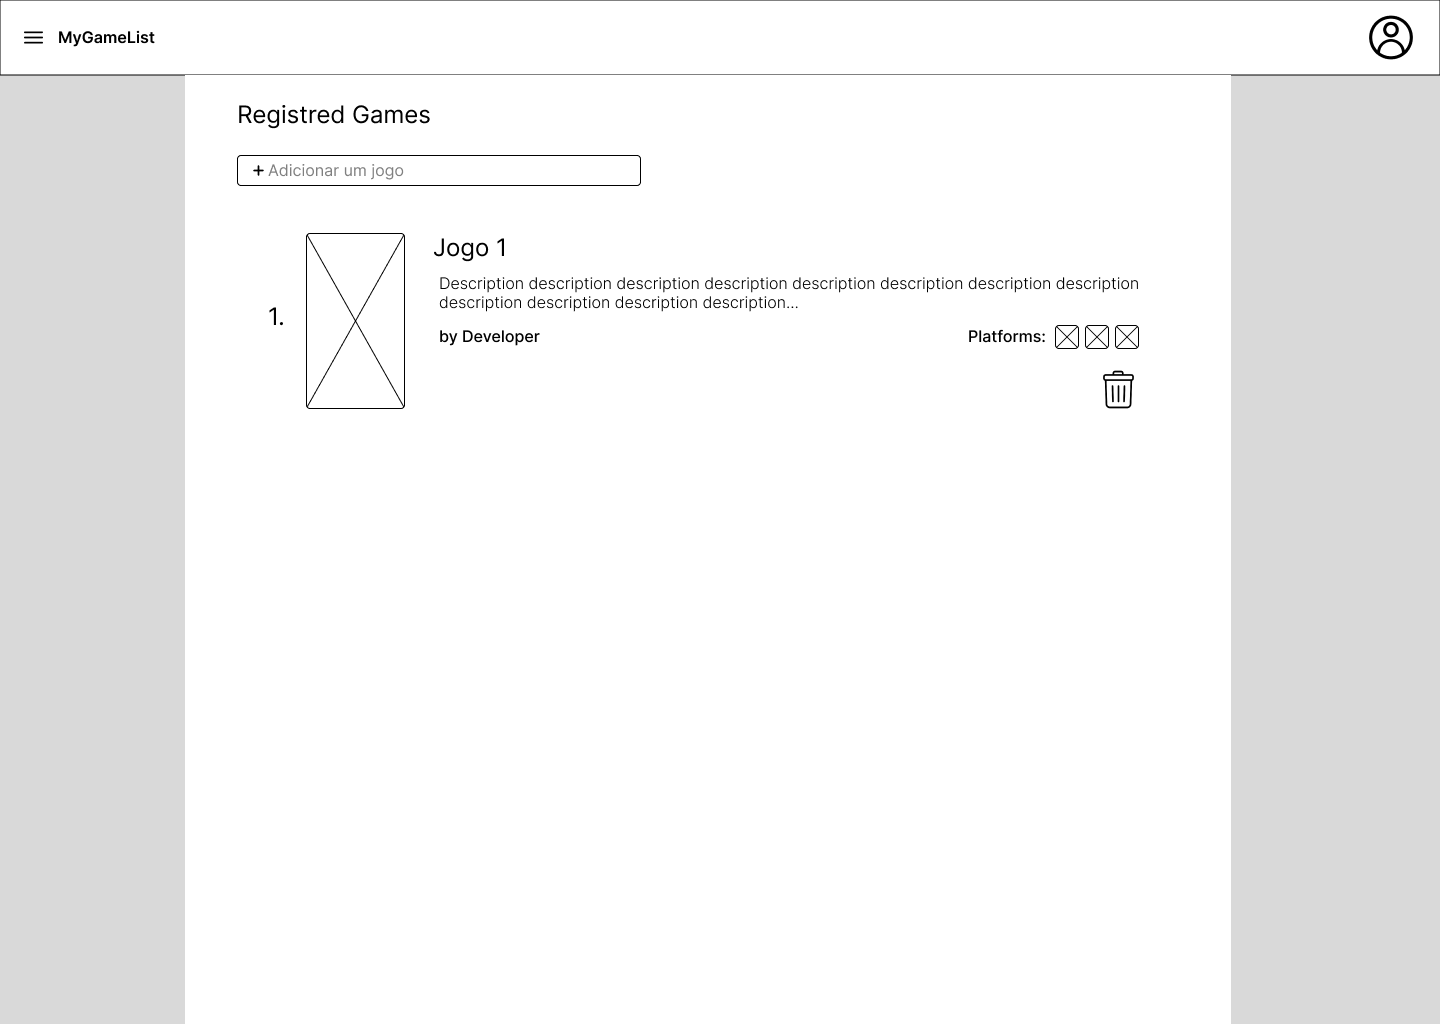 MyGameList
Registred Games
+ Adicionar um jogo
1.
Jogo 1
Description description description description description description description description
description description description description...
by Developer
Platforms: